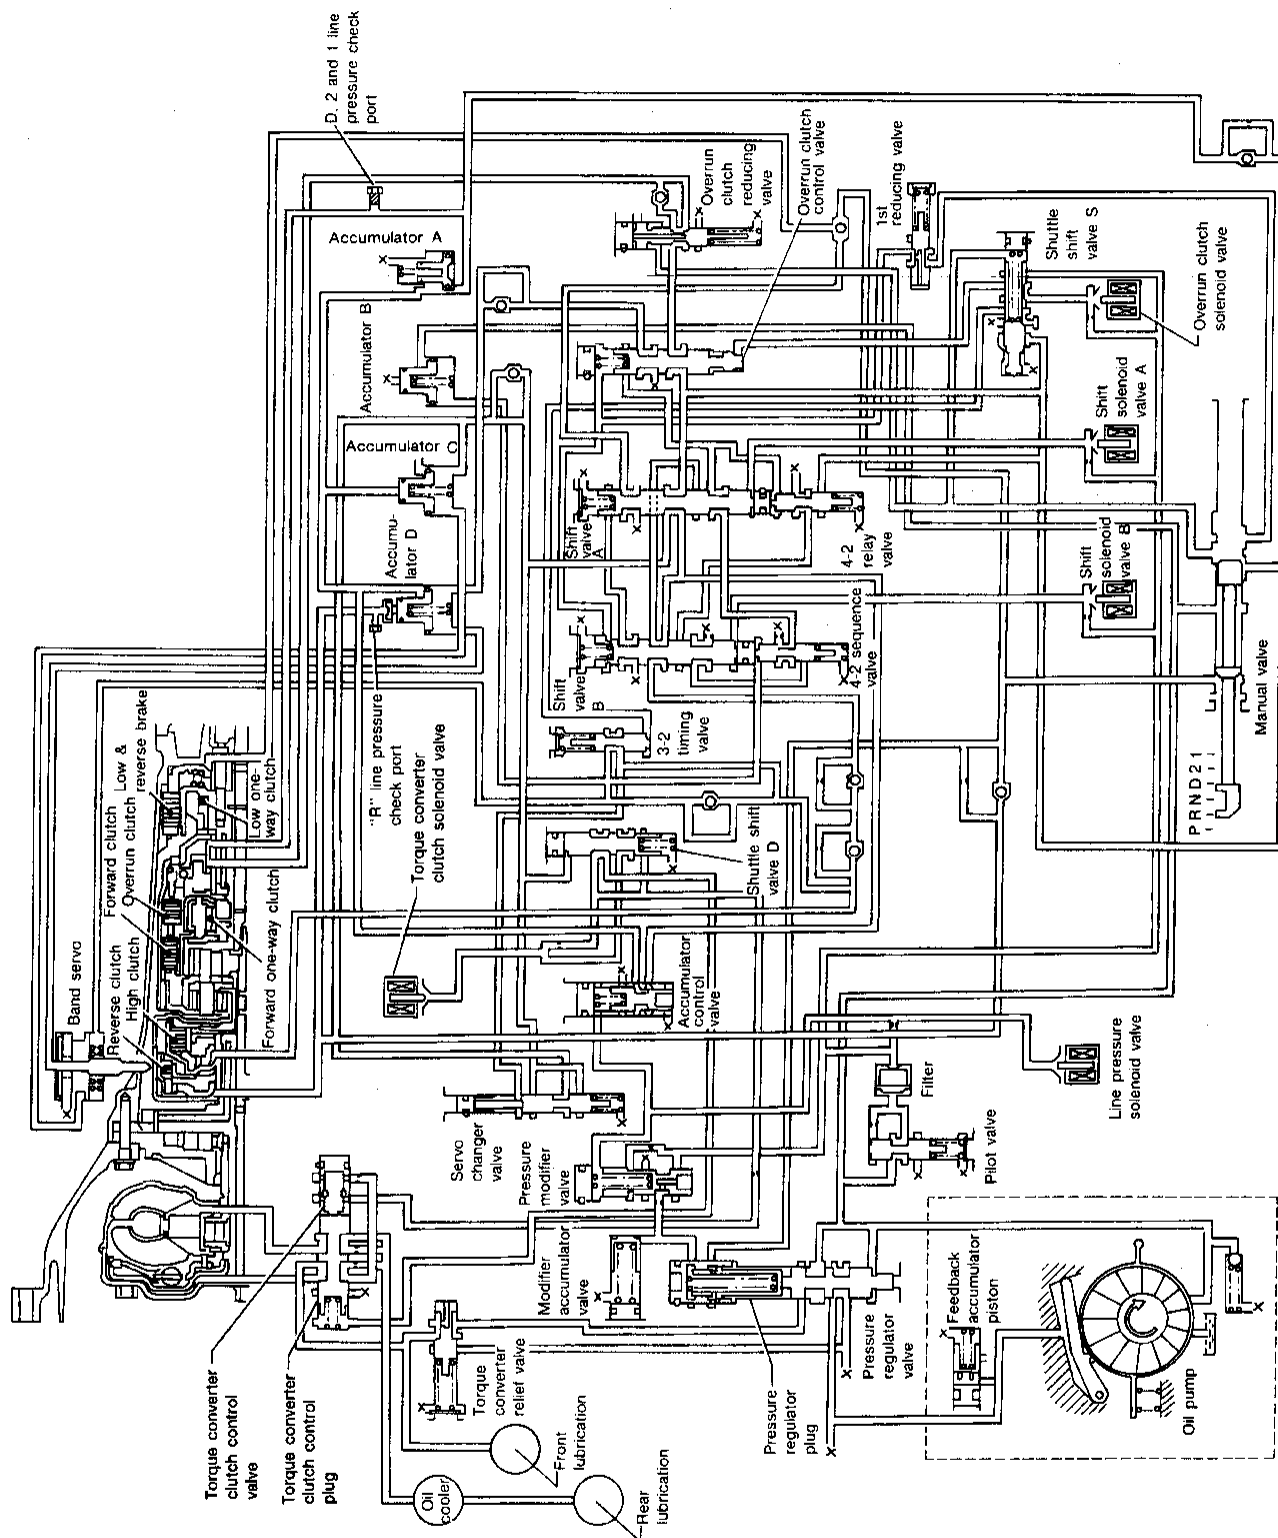 D, 2 and 1 line
pressure check
port
Accumulator A
Accumulator B
Accumulator C
Accumu-
lator D
"R" line pressure
check port
Torque converter
clutch solenoid valve
Low &
reverse brake
Low one-
way clutch
Forward clutch
Overrun clutch
Forward one-way clutch
Reverse clutch
High clutch
Band servo
Overrun
clutch
reducing
valve
Overrun clutch
control valve
1st
reducing valve
Shuttle
shift
valve S
Overrun clutch
solenoid valve
Shift
solenoid
valve A
Shift
solenoid
valve B
Shift
valve
A
4-2
relay
valve
Shift
valve
B
4-2 sequence
valve
3-2
timing
valve
Shuttle shift
valve D
Accumulator
control
valve
Manual valve
P R N D 2 1
Servo
changer
valve
Pressure
modifier
valve
Modifier
accumulator
valve
Filter
Line pressure
solenoid valve
Pilot valve
Torque converter
clutch control
valve
Torque converter
clutch control
plug
Torque
converter
relief valve
Front
lubrication
Oil
cooler
Rear
lubrication
Pressure
regulator
plug
Pressure
regulator
valve
Feedback
accumulator
piston
Oil pump